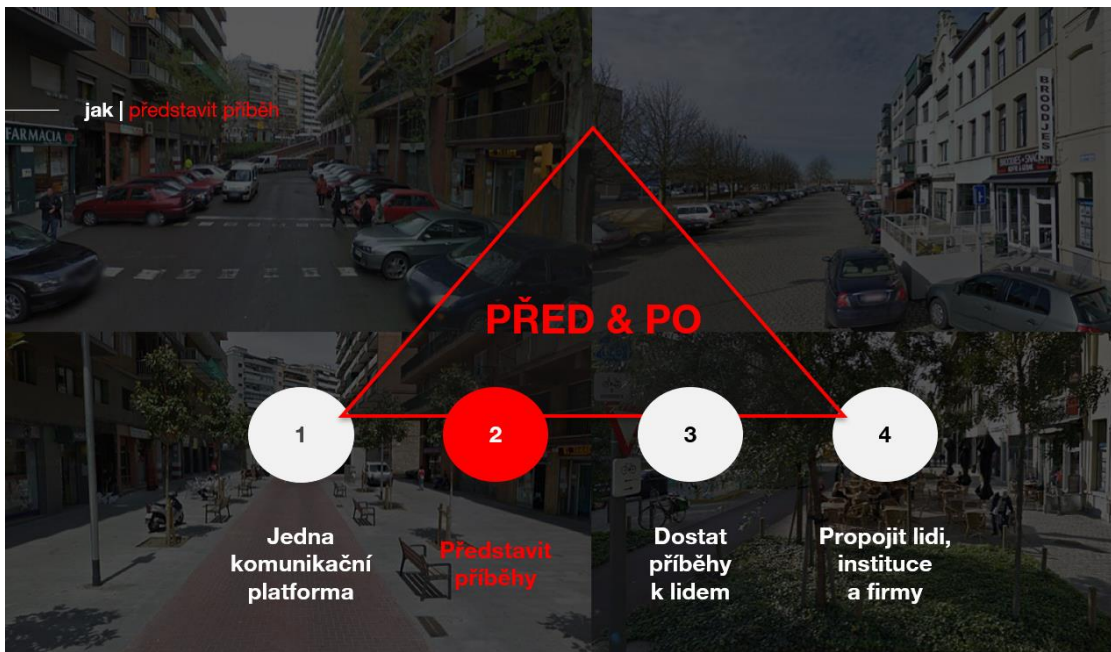 jak | představit příběh
FARMACIA
BROODJES
PŘED & PO
1
2
3
4
Jedna
komunikační
platforma
Představit
příběhy
Dostat
příběhy
k lidem
Propojit lidi,
instituce
a firmy